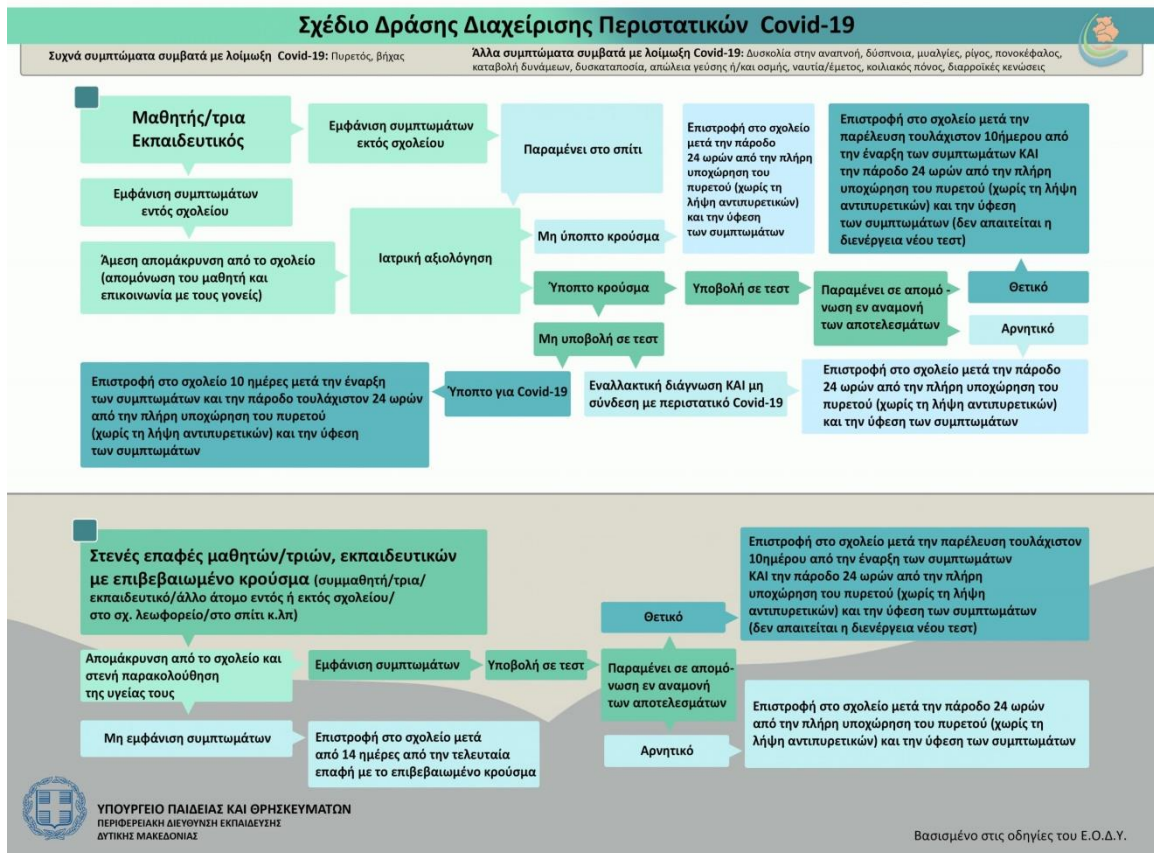 Σχέδιο Δράσης Διαχείρισης Περιστατικών Covid-19
Συχνά συμπτώματα συμβατά με λοίμωξη Covid-19: Πυρετός, βήχας
Άλλα συμπτώματα συμβατά με λοίμωξη Covid-19: Δυσκολία στην αναπνοή, δύσπνοια, μυαλγίες, ρίγος, πονοκέφαλος,
καταβολή δυνάμεων, δυσκαταποσία, απώλεια γεύσης ή/και οσμής, ναυτία/έμετος, κοιλιακός πόνος, διαρροϊκές κενώσεις
Μαθητής/τρια
Εκπαιδευτικός
Εμφάνιση συμπτωμάτων
εκτός σχολείου
Παραμένει στο σπίτι
Επιστροφή στο σχολείο
μετά την πάροδο
24 ωρών από την πλήρη
υποχώρηση του
πυρετού (χωρίς τη
λήψη αντιπυρετικών)
και την ύφεση
των συμπτωμάτων
Επιστροφή στο σχολείο μετά την
παρέλευση τουλάχιστον 10ήμερου από
την έναρξη των συμπτωμάτων ΚΑΙ
την πάροδο 24 ωρών από την πλήρη
υποχώρηση του πυρετού (χωρίς τη λήψη
αντιπυρετικών) και την ύφεση
των συμπτωμάτων (δεν απαιτείται η
διενέργεια νέου τεστ)
Εμφάνιση συμπτωμάτων
εντός σχολείου
Άμεση απομάκρυνση από το σχολείο
(απομόνωση του μαθητή και
επικοινωνία με τους γονείς)
Ιατρική αξιολόγηση
Μη ύποπτο κρούσμα
Ύποπτο κρούσμα
Υποβολή σε τεστ
Παραμένει σε απομό -
νωση εν αναμονή
των αποτελεσμάτων
Θετικό
Αρνητικό
Μη υποβολή σε τεστ
Επιστροφή στο σχολείο 10 ημέρες μετά την έναρξη
των συμπτωμάτων και την πάροδο τουλάχιστον 24 ωρών
από την πλήρη υποχώρηση του πυρετού
(χωρίς τη λήψη αντιπυρετικών) και την ύφεση
των συμπτωμάτων
Ύποπτο για Covid-19
Εναλλακτική διάγνωση ΚΑΙ μη
σύνδεση με περιστατικό Covid-19
Επιστροφή στο σχολείο μετά την πάροδο
24 ωρών από την πλήρη υποχώρηση του
πυρετού (χωρίς τη λήψη αντιπυρετικών)
και την ύφεση των συμπτωμάτων
Στενές επαφές μαθητών/τριών, εκπαιδευτικών
με επιβεβαιωμένο κρούσμα (συμμαθητή/τρια/
εκπαιδευτικό/άλλο άτομο εντός ή εκτός σχολείου/
στο σχ. λεωφορείο/στο σπίτι κ.λπ)
Απομάκρυνση από το σχολείο και
στενή παρακολούθηση
της υγείας τους
Εμφάνιση συμπτωμάτων
Υποβολή σε τεστ
Παραμένει σε απομό-
νωση εν αναμονή
των αποτελεσμάτων
Θετικό
Επιστροφή στο σχολείο μετά την παρέλευση τουλάχιστον
10ημέρου από την έναρξη των συμπτωμάτων
ΚΑΙ την πάροδο 24 ωρών από την πλήρη
υποχώρηση του πυρετού (χωρίς τη λήψη
αντιπυρετικών) και την ύφεση των συμπτωμάτων
(δεν απαιτείται η διενέργεια νέου τεστ)
Αρνητικό
Επιστροφή στο σχολείο μετά την πάροδο 24 ωρών
από την πλήρη υποχώρηση του πυρετού (χωρίς τη
λήψη αντιπυρετικών) και την ύφεση των συμπτωμάτων
Μη εμφάνιση συμπτωμάτων
Επιστροφή στο σχολείο μετά
από 14 ημέρες από την τελευταία
επαφή με το επιβεβαιωμένο κρούσμα
ΥΠΟΥΡΓΕΙΟ ΠΑΙΔΕΙΑΣ ΚΑΙ ΘΡΗΣΚΕΥΜΑΤΩΝ
ΠΕΡΙΦΕΡΕΙΑΚΗ ΔΙΕΥΘΥΝΣΗ ΕΚΠΑΙΔΕΥΣΗΣ
ΔΥΤΙΚΗΣ ΜΑΚΕΔΟΝΙΑΣ
Βασισμένο στις οδηγίες του Ε.Ο.Δ.Υ.